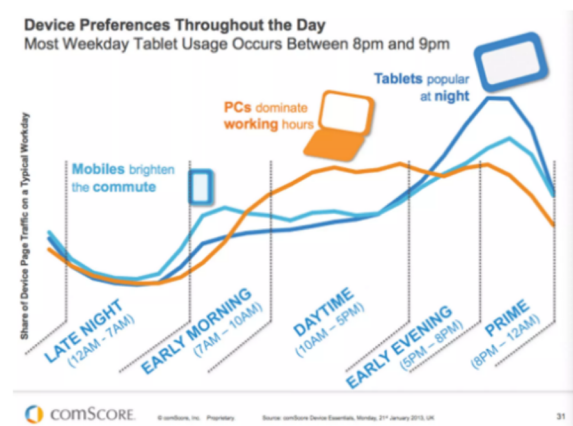 Device Preferences Throughout the Day
Most Weekday Tablet Usage Occurs Between 8pm and 9pm
Tablets popular
at night
PCs dominate
working hours
Mobiles brighten
the commute
Share of Device Page Traffic on a Typical Workday
LATE NIGHT
(12AM - 7AM)
EARLY MORNING
(7AM – 10AM)
DAYTIME
(10AM – 5PM)
EARLY EVENING
(5PM – 8PM)
PRIME
(8PM – 12AM)
comSCORE.
© comScore, Inc. Proprietary.
Source: comScore Device Essentials, Monday, 21st January 2013, UK
31